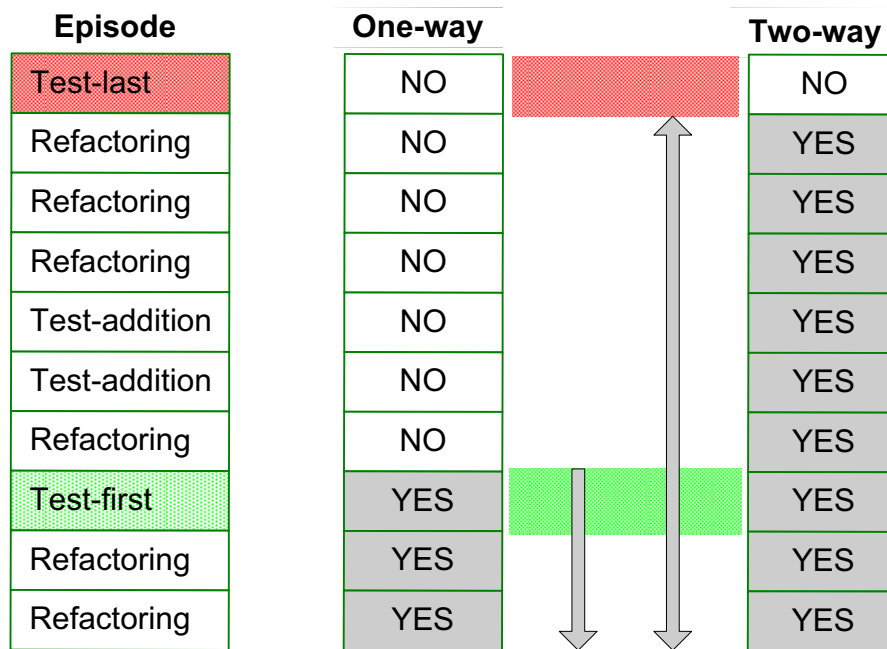 Episode One-way Two-way
Test-last NO NO
Refactoring NO YES
Refactoring NO YES
Refactoring NO YES
Test-addition NO YES
Test-addition NO YES
Refactoring NO YES
Test-first YES YES
Refactoring YES YES
Refactoring YES YES